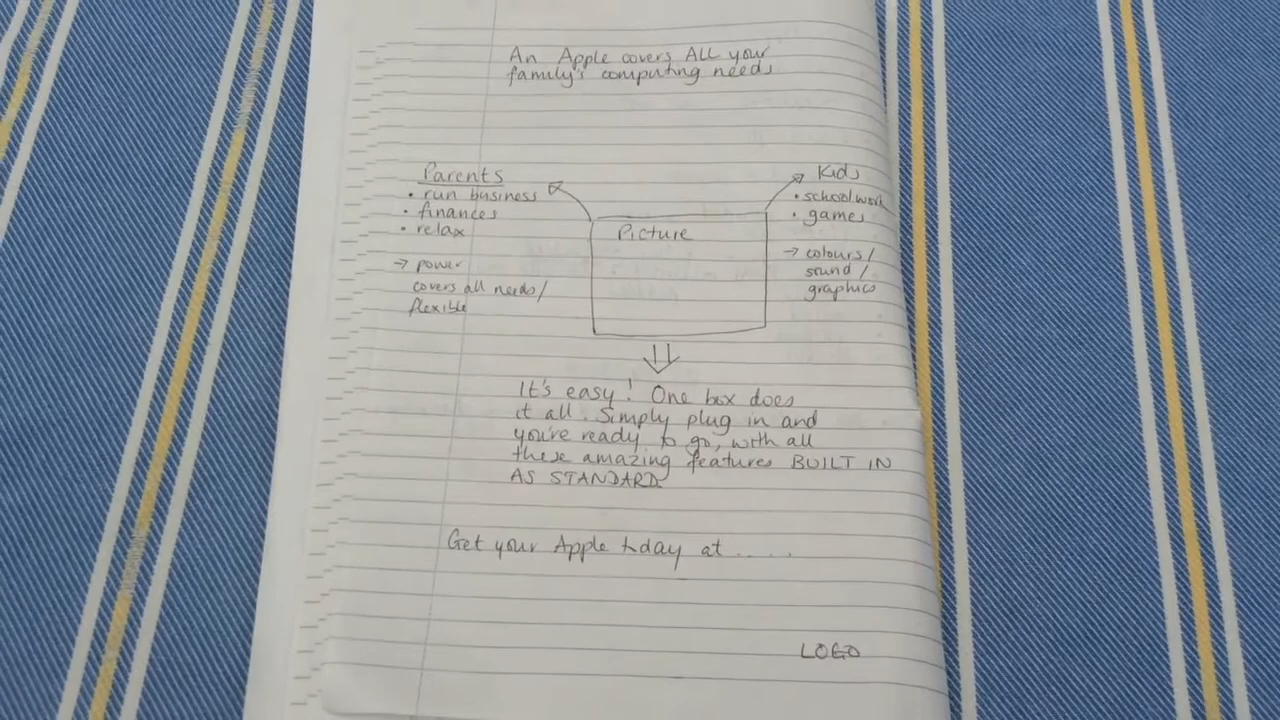 An Apple covers ALL your
family's computing needs
Parents
• run business
• finances
• relax
→ power
covers all needs/
flexible
Picture
Kids
• schoolwork
• games
→ colours/
sound/
graphics
It's easy! One box does
it all. Simply plug in and
you're ready to go, with all
these amazing features BUILT IN
AS STANDARD
Get your Apple today at .....
LOGO